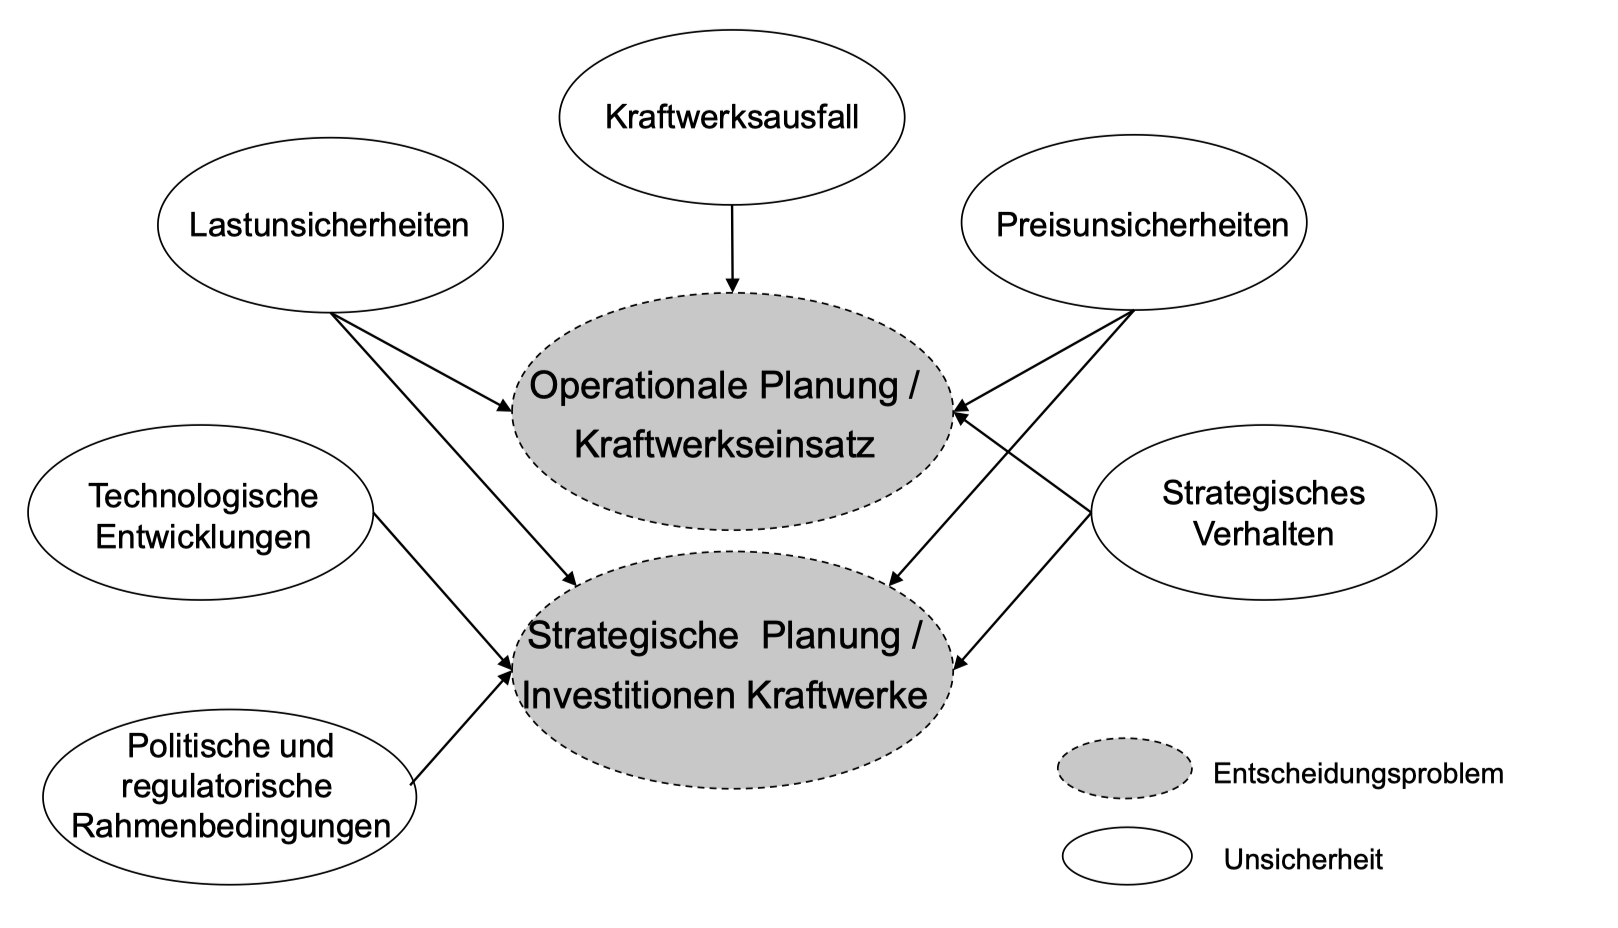 Kraftwerksausfall
Lastunsicherheiten
Preisunsicherheiten
Operationale Planung /
Kraftwerkseinsatz
Technologische
Entwicklungen
Strategisches
Verhalten
Strategische Planung /
Investitionen Kraftwerke
Politische und
regulatorische
Rahmenbedingungen
Entscheidungsproblem
Unsicherheit